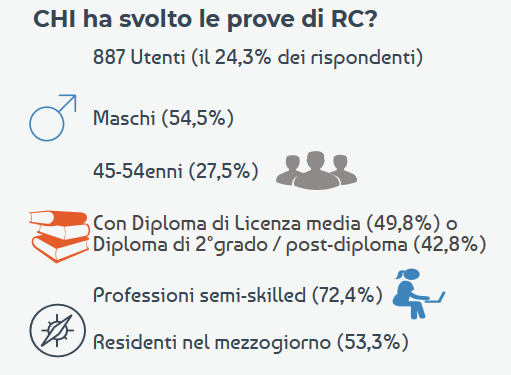 CHI ha svolto le prove di RC?
887 Utenti (il 24,3% dei rispondenti)
Maschi (54,5%)
45-54enni (27,5%)
Con Diploma di Licenza media (49,8%) o
Diploma di 2°grado / post-diploma (42,8%)
Professioni semi-skilled (72,4%)
Residenti nel mezzogiorno (53,3%)